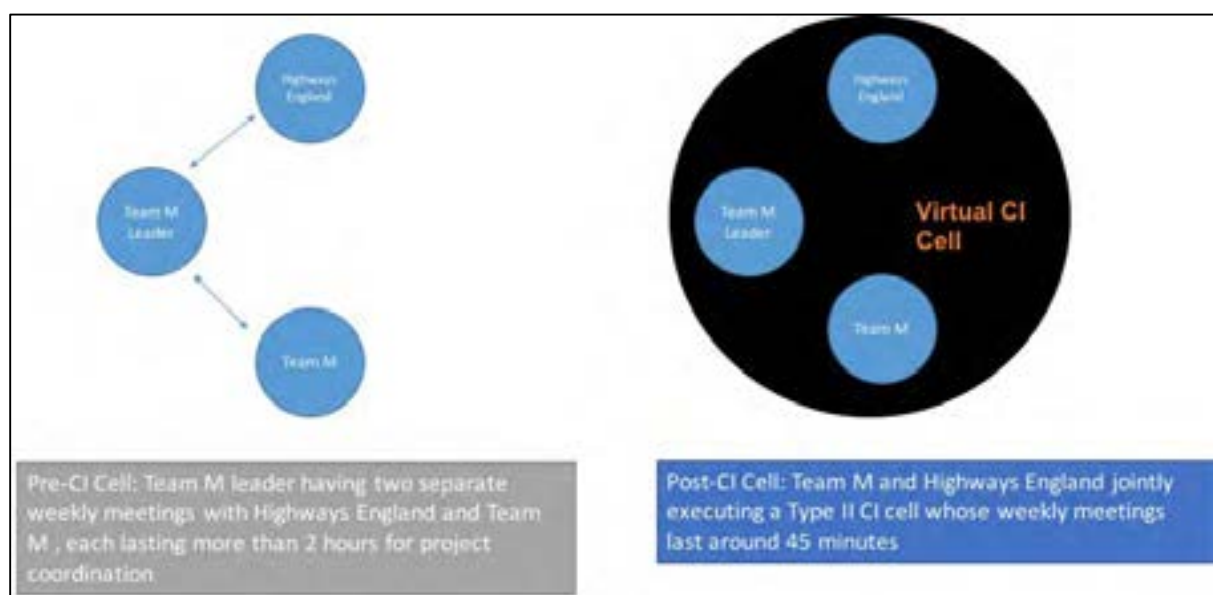 Highways
England
Team M
Leader
Team M
Pre-CI Cell: Team M leader having two separate
weekly meetings with Highways England and Team
M , each lasting more than 2 hours for project
coordination
Highways
England
Team M
Leader
Virtual CI
Cell
Team M
Post-CI Cell: Team M and Highways England jointly
executing a Type II CI cell whose weekly meetings
last around 45 minutes